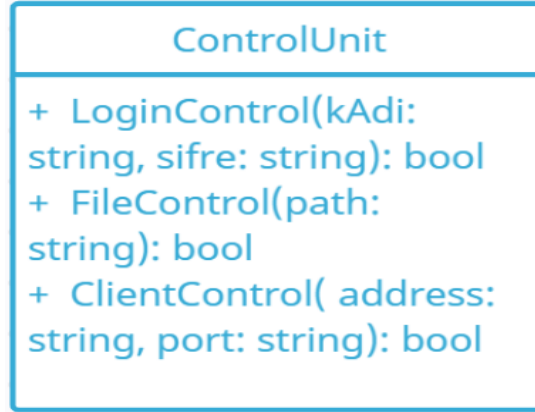 ControlUnit
+ LoginControl(kAdi:
string, sifre: string): bool
+ FileControl(path:
string): bool
+ ClientControl( address:
string, port: string): bool